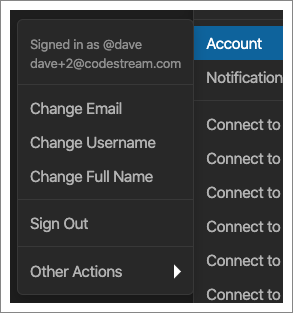 Signed in as @dave
dave+2@codestream.com
Change Email
Change Username
Change Full Name
Sign Out
Other Actions
Account
Notification
Connect to
Connect to
Connect to
Connect to
Connect to
Connect to